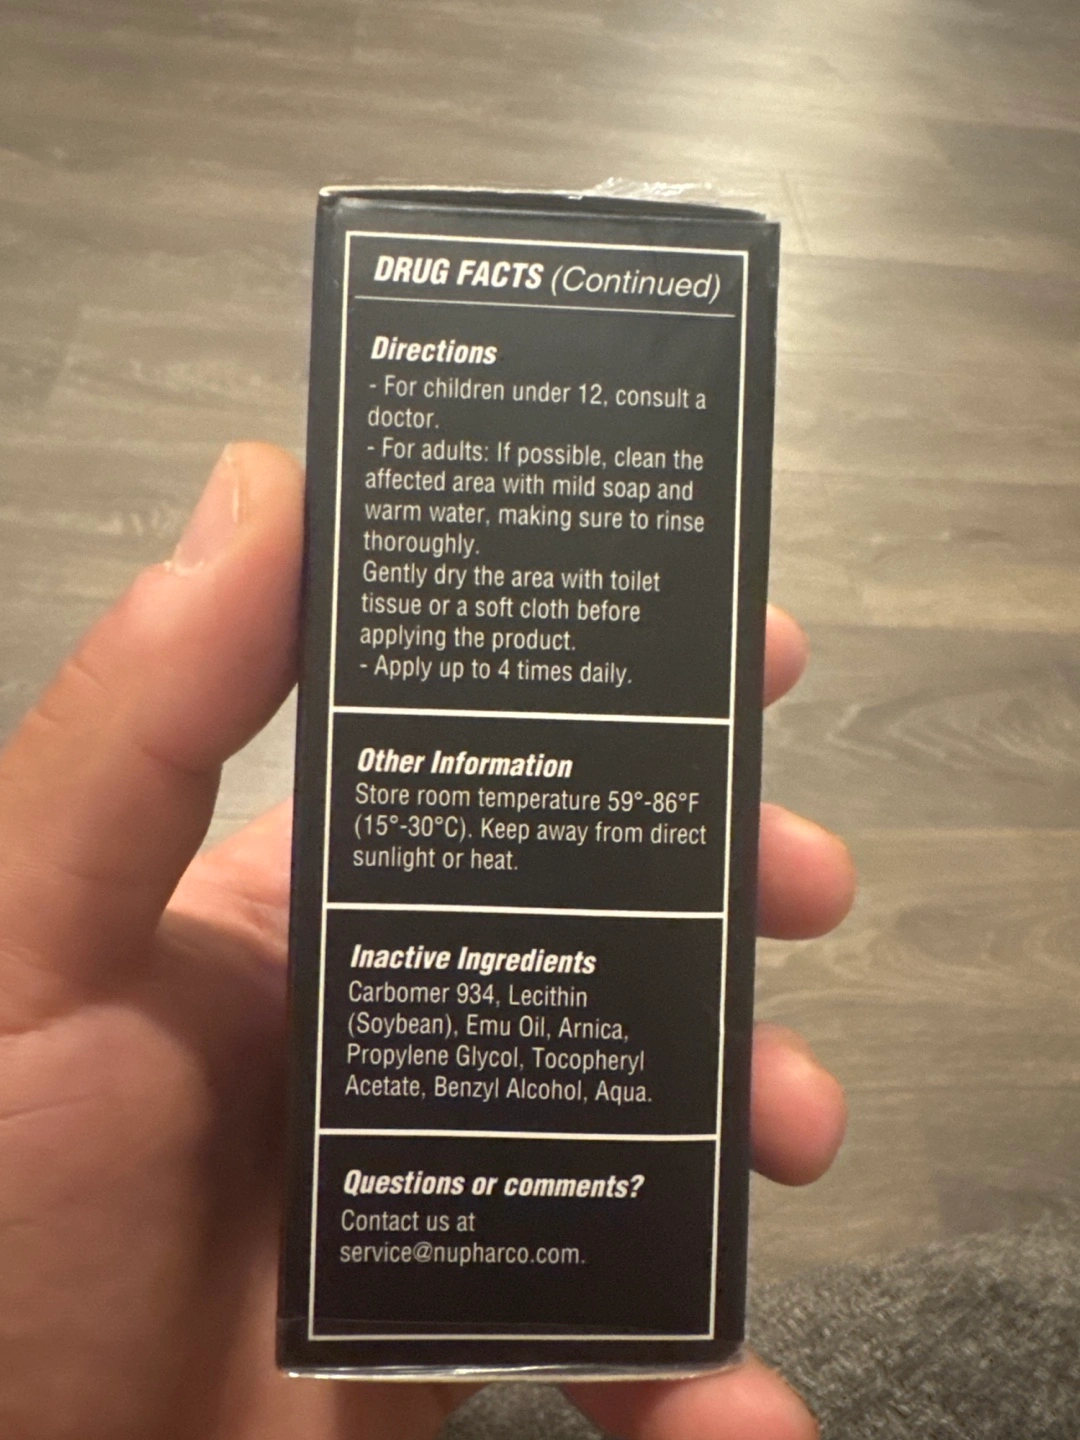 DRUG FACTS (Continued)
Directions
- For children under 12, consult a
doctor.
- For adults: If possible, clean the
affected area with mild soap and
warm water, making sure to rinse
thoroughly.
Gently dry the area with toilet
tissue or a soft cloth before
applying the product.
- Apply up to 4 times daily.
Other Information
Store room temperature 59°-86°F
(15°-30°C). Keep away from direct
sunlight or heat.
Inactive Ingredients
Carbomer 934, Lecithin
(Soybean), Emu Oil, Arnica,
Propylene Glycol, Tocopheryl
Acetate, Benzyl Alcohol, Aqua.
Questions or comments?
Contact us at
service@nupharco.com.